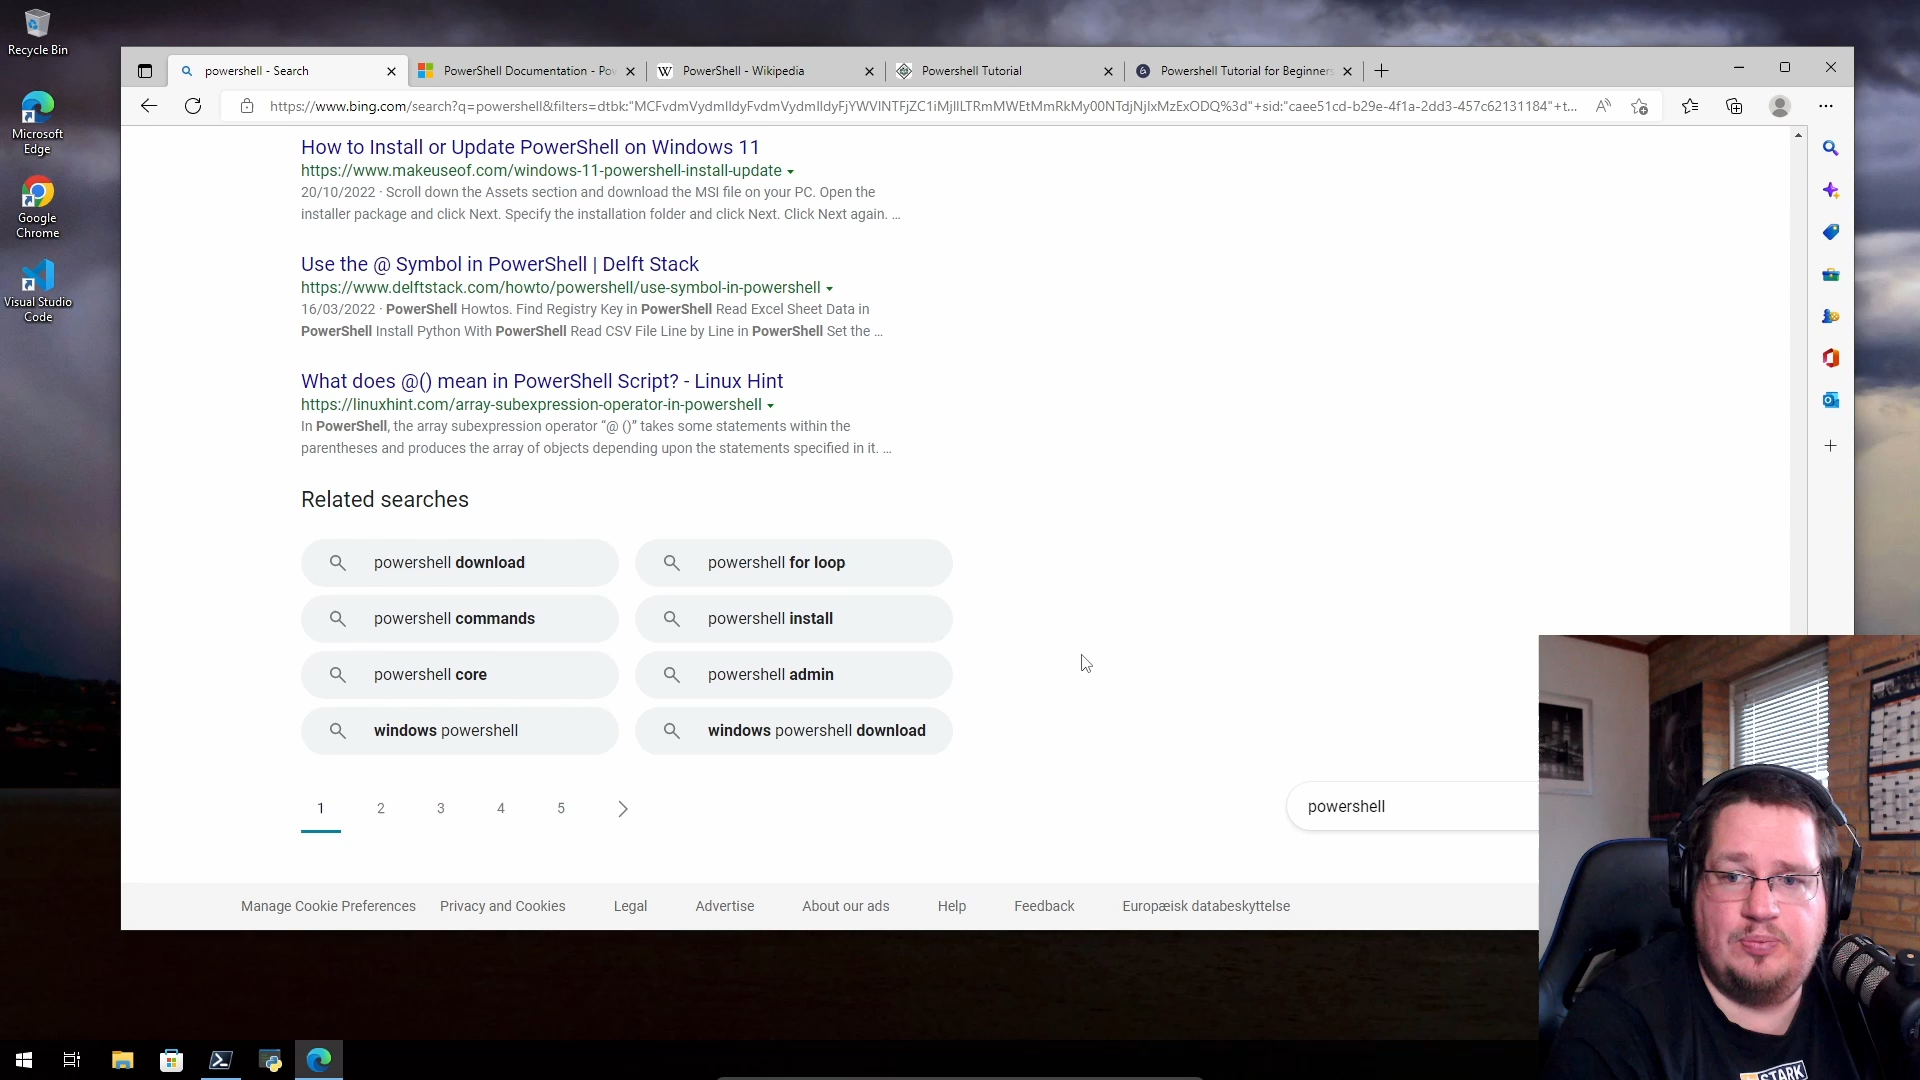 Recycle Bin
Microsoft
Edge
Google
Chrome
Visual Studio
Code
powershell - Search
PowerShell Documentation - Pow
W
PowerShell - Wikipedia
Powershell Tutorial
Powershell Tutorial for Beginners
https://www.bing.com/search?q=powershell&filters=dtbk:"MCFvdmVydmlldyFvdmVydmlldyFjYWVlNTFjZC1iMjllLTRmMWEtMmRkMy00NTdjNjIxMzExODQ%3d"+sid:"caee51cd-b29e-4f1a-2dd3-457c62131184"+t...
How to Install or Update PowerShell on Windows 11
https://www.makeuseof.com/windows-11-powershell-install-update
20/10/2022 · Scroll down the Assets section and download the MSI file on your PC. Open the
installer package and click Next. Specify the installation folder and click Next. Click Next again. ...
Use the @ Symbol in PowerShell | Delft Stack
https://www.delftstack.com/howto/powershell/use-symbol-in-powershell
16/03/2022 · PowerShell Howtos. Find Registry Key in PowerShell Read Excel Sheet Data in
PowerShell Install Python With PowerShell Read CSV File Line by Line in PowerShell Set the ...
What does @() mean in PowerShell Script? - Linux Hint
https://linuxhint.com/array-subexpression-operator-in-powershell
In PowerShell, the array subexpression operator “@ ()” takes some statements within the
parentheses and produces the array of objects depending upon the statements specified in it. ...
Related searches
powershell download
powershell for loop
powershell commands
powershell install
powershell core
powershell admin
windows powershell
windows powershell download
1 2 3 4 5
powershell
Manage Cookie Preferences Privacy and Cookies Legal Advertise About our ads Help Feedback Europæisk databeskyttelse
STARK